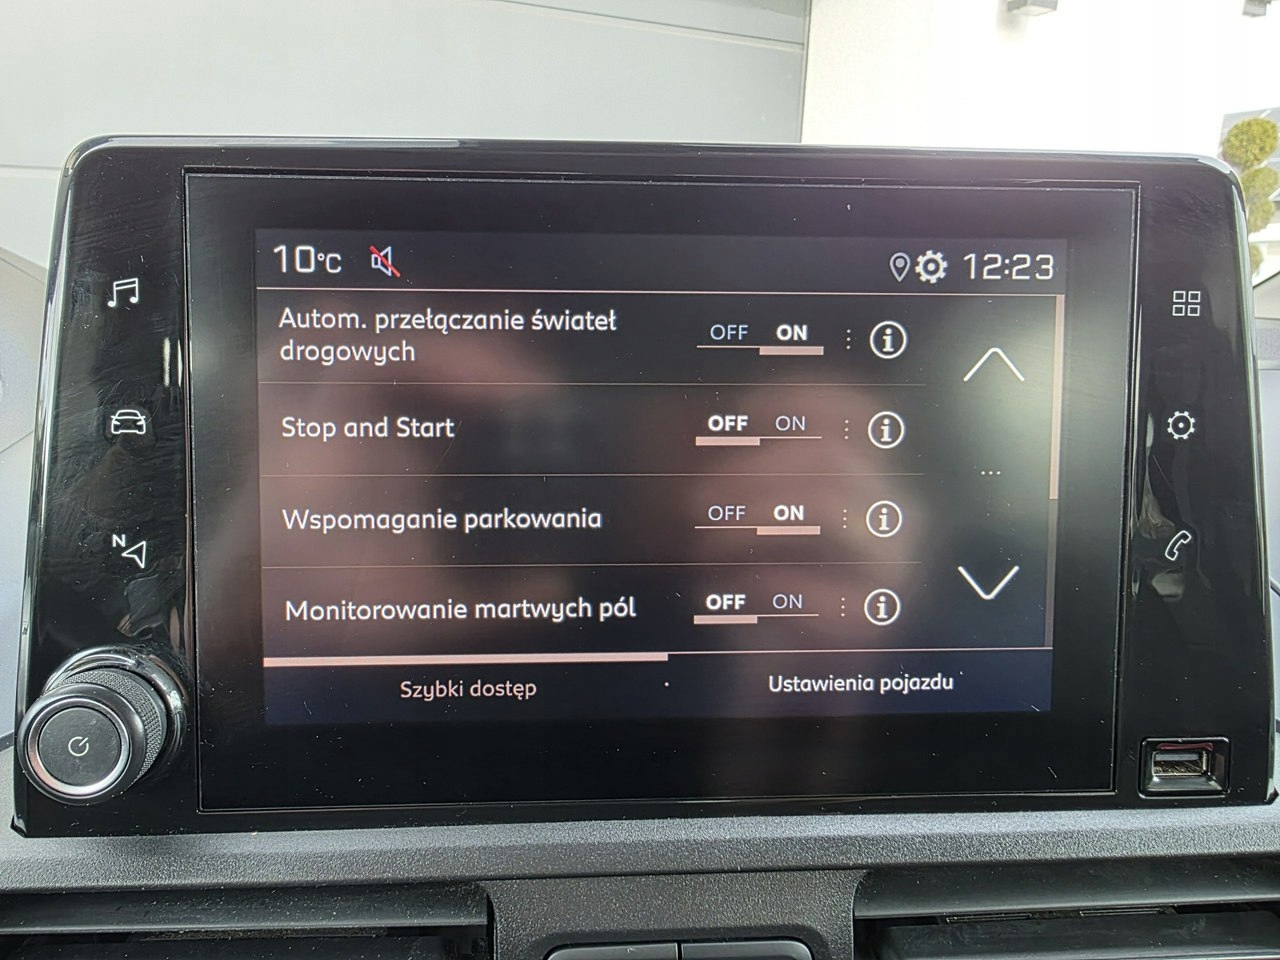 10°C 12:23
Autom. przełączanie świateł
drogowych
OFF ON
Stop and Start OFF ON
Wspomaganie parkowania OFF ON
Monitorowanie martwych pól OFF ON
Szybki dostęp Ustawienia pojazdu
N